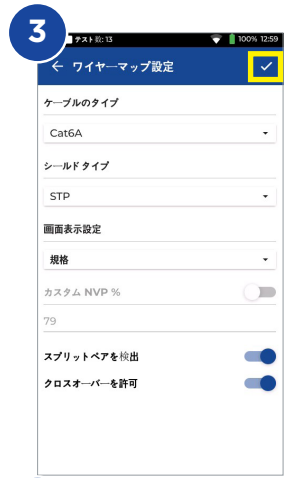 3
テスト数: 13 100% 12:59
ワイヤーマップ設定
ケーブルのタイプ
Cat6A
シールド タイプ
STP
画面表示設定
規格
カスタム NVP %
79
スプリットペアを検出
クロスオーバーを許可